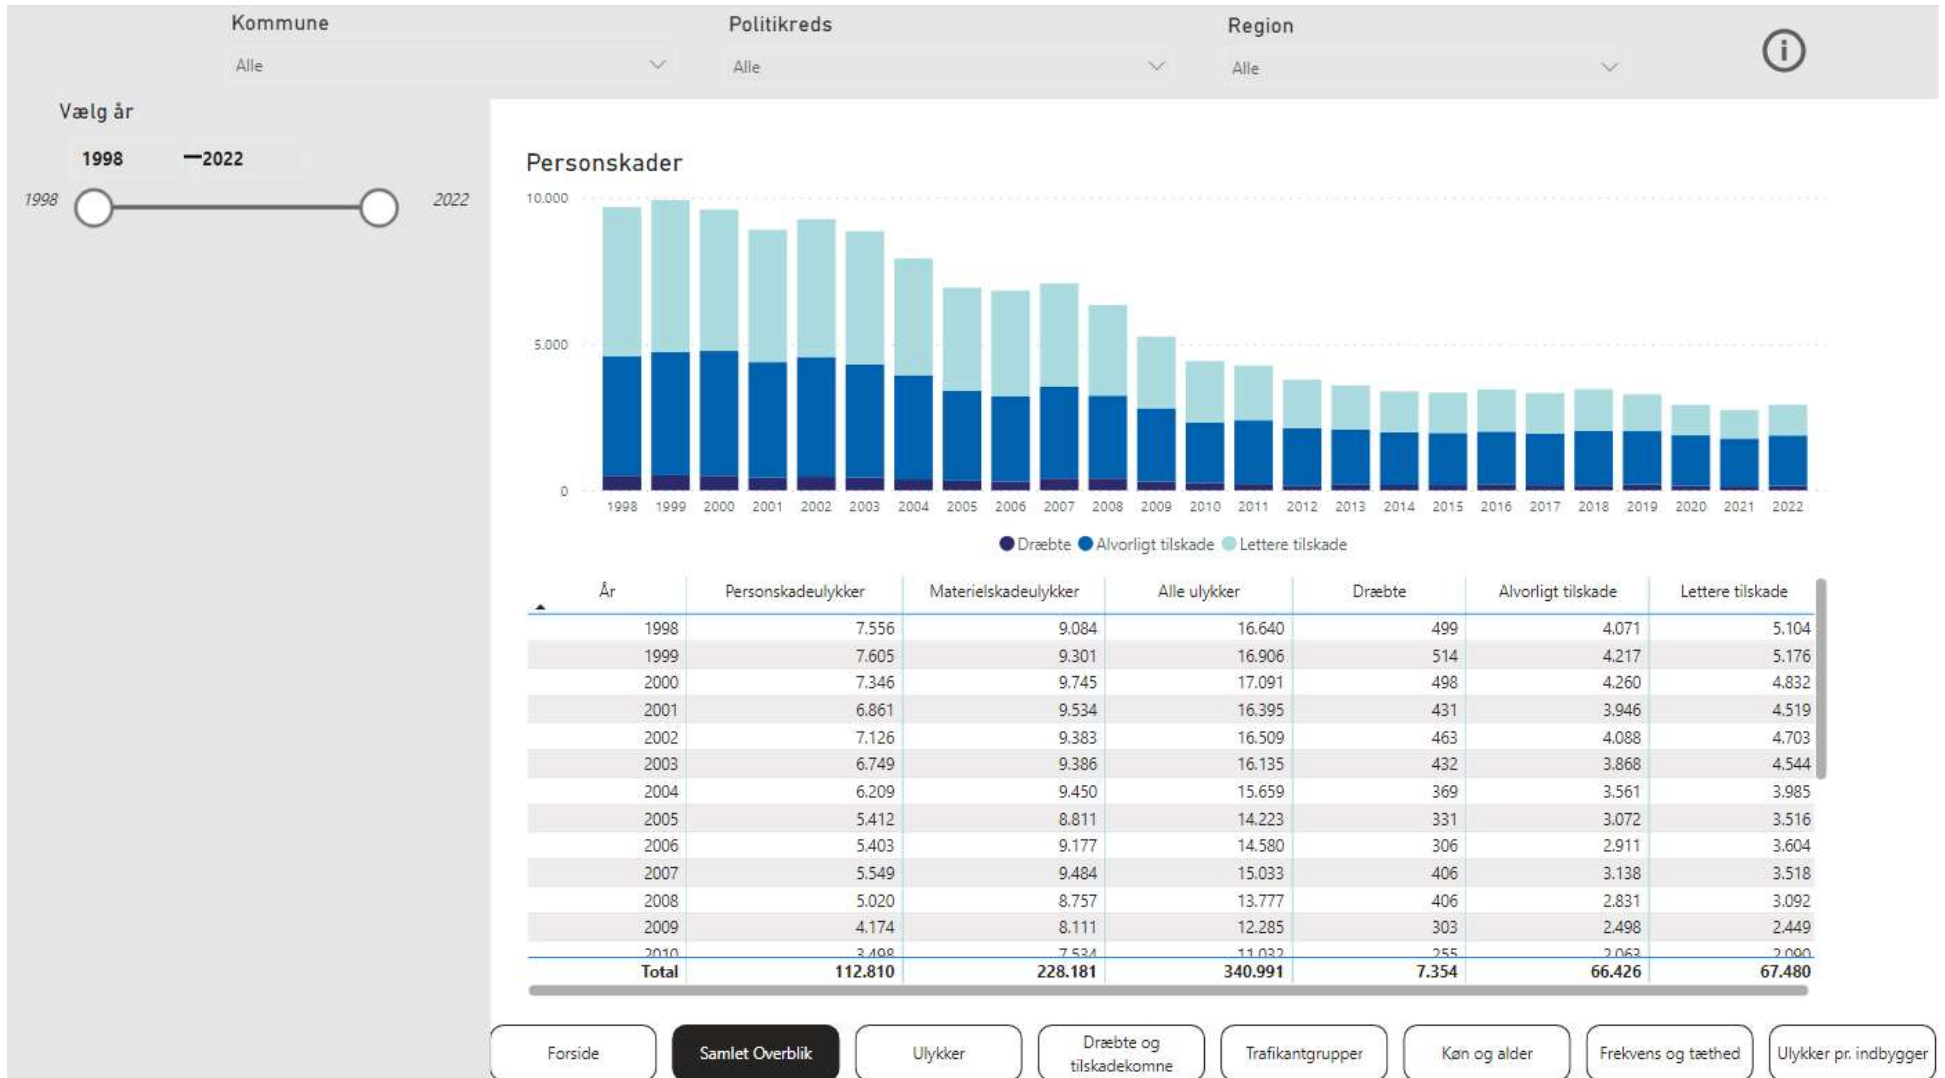 Kommune Politikreds Region
Alle Alle Alle
Vælg år
1998 2022
1998 2022
Personskader
10.000
5.000
0
1998 1999 2000 2001 2002 2003 2004 2005 2006 2007 2008 2009 2010 2011 2012 2013 2014 2015 2016 2017 2018 2019 2020 2021 2022
Dræbte Alvorligt tilskade Lettere tilskade
År Personskadeulykker Materielskadeulykker Alle ulykker Dræbte Alvorligt tilskade Lettere tilskade
1998 7.556 9.084 16.640 499 4.071 5.104
1999 7.605 9.301 16.906 514 4.217 5.176
2000 7.346 9.745 17.091 498 4.260 4.832
2001 6.861 9.534 16.395 431 3.946 4.519
2002 7.126 9.383 16.509 463 4.088 4.703
2003 6.749 9.386 16.135 432 3.868 4.544
2004 6.209 9.450 15.659 369 3.561 3.985
2005 5.412 8.811 14.223 331 3.072 3.516
2006 5.403 9.177 14.580 306 2.911 3.604
2007 5.549 9.484 15.033 406 3.138 3.518
2008 5.020 8.757 13.777 406 2.831 3.092
2009 4.174 8.111 12.285 303 2.498 2.449
2010 3.498 7.534 11.032 255 2.063 2.090
Total 112.810 228.181 340.991 7.354 66.426 67.480
Forside Samlet Overblik Ulykker Dræbte og tilskadekomne Trafikantgrupper Køn og alder Frekvens og tæthed Ulykker pr. indbygger